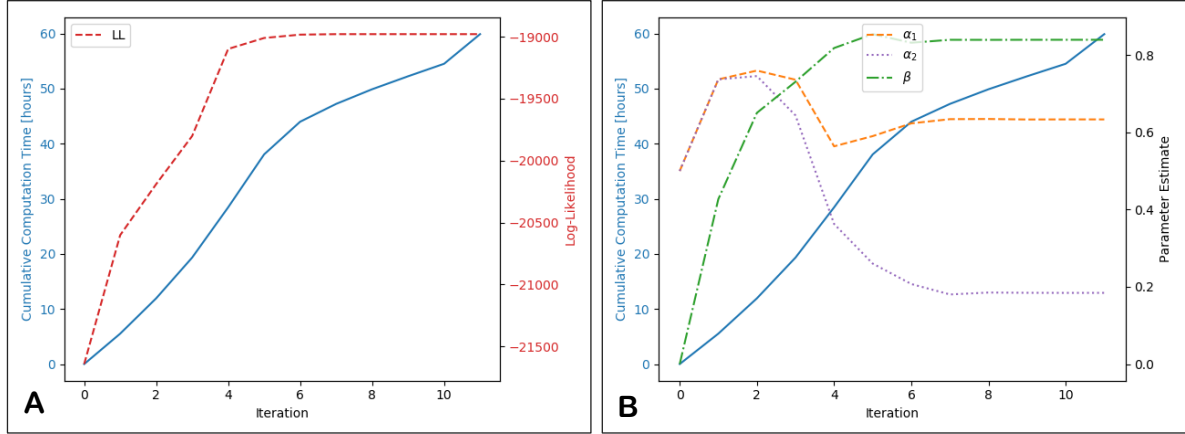 LL
60
50
40
30
20
10
0
Cumulative Computation Time [hours]
−19000
−19500
−20000
−20500
−21000
−21500
Log-Likelihood
0 2 4 6 8 10
Iteration
A
α1
α2
β
60
50
40
30
20
10
0
Cumulative Computation Time [hours]
0.8
0.6
0.4
0.2
0.0
Parameter Estimate
0 2 4 6 8 10
Iteration
B